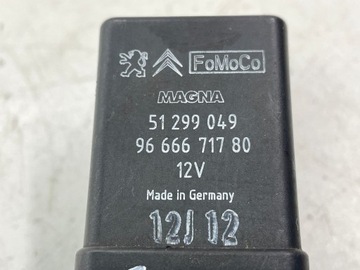 FoMoCo
MAGNA
51 299 049
96 666 717 80
12V
Made in Germany
12J 12